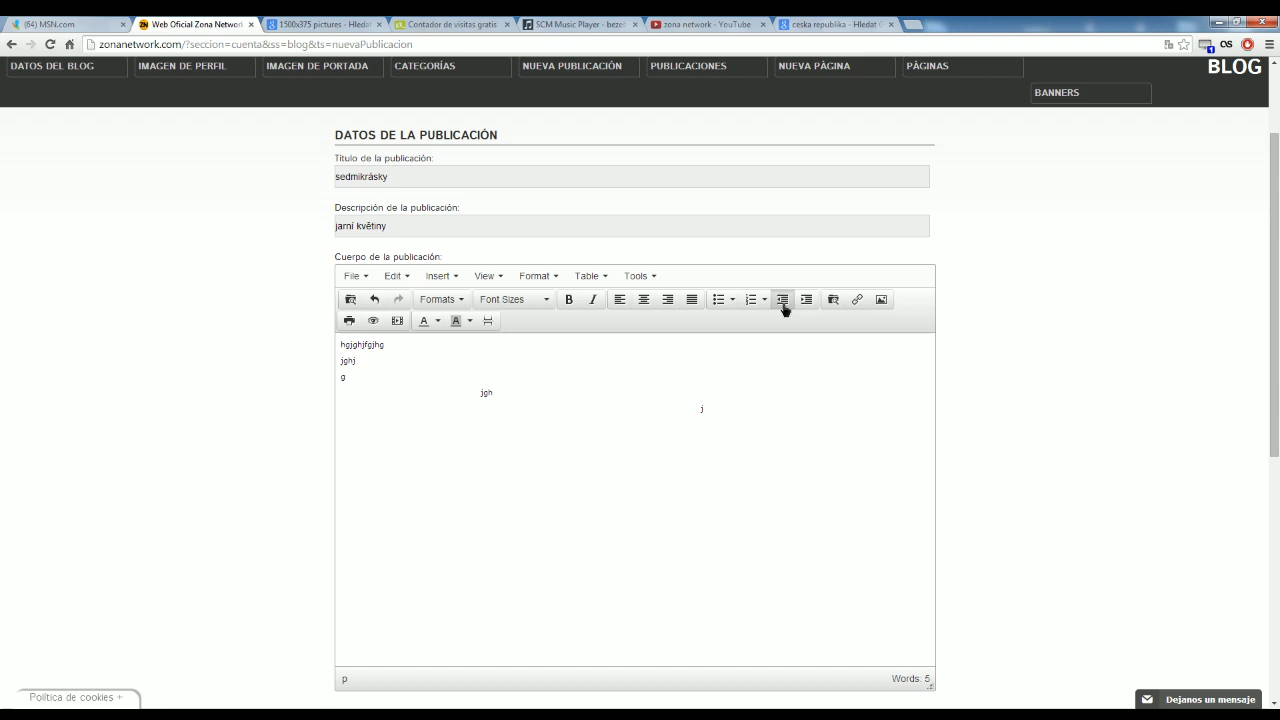 (64) MSN.com
Web Oficial Zona Network
1500x375 pictures - Hledat
Contador de visitas gratis
SCM Music Player - beze
zona network - YouTube
ceska republika - Hledat
zonanetwork.com/?seccion=cuenta&ss=blog&ts=nuevaPublicacion
DATOS DEL BLOG
IMAGEN DE PERFIL
IMAGEN DE PORTADA
CATEGORÍAS
NUEVA PUBLICACIÓN
PUBLICACIONES
NUEVA PÁGINA
PÁGINAS
BLOG
BANNERS
DATOS DE LA PUBLICACIÓN
Titulo de la publicación:
sedmikrásky
Descripción de la publicación:
jarní květiny
Cuerpo de la publicación:
File Edit Insert View Format Table Tools
Formats Font Sizes B I
A A
hgjghjfgjhg
jghj
g
jgh
j
p
Words: 5
Política de cookies +
Dejanos un mensaje